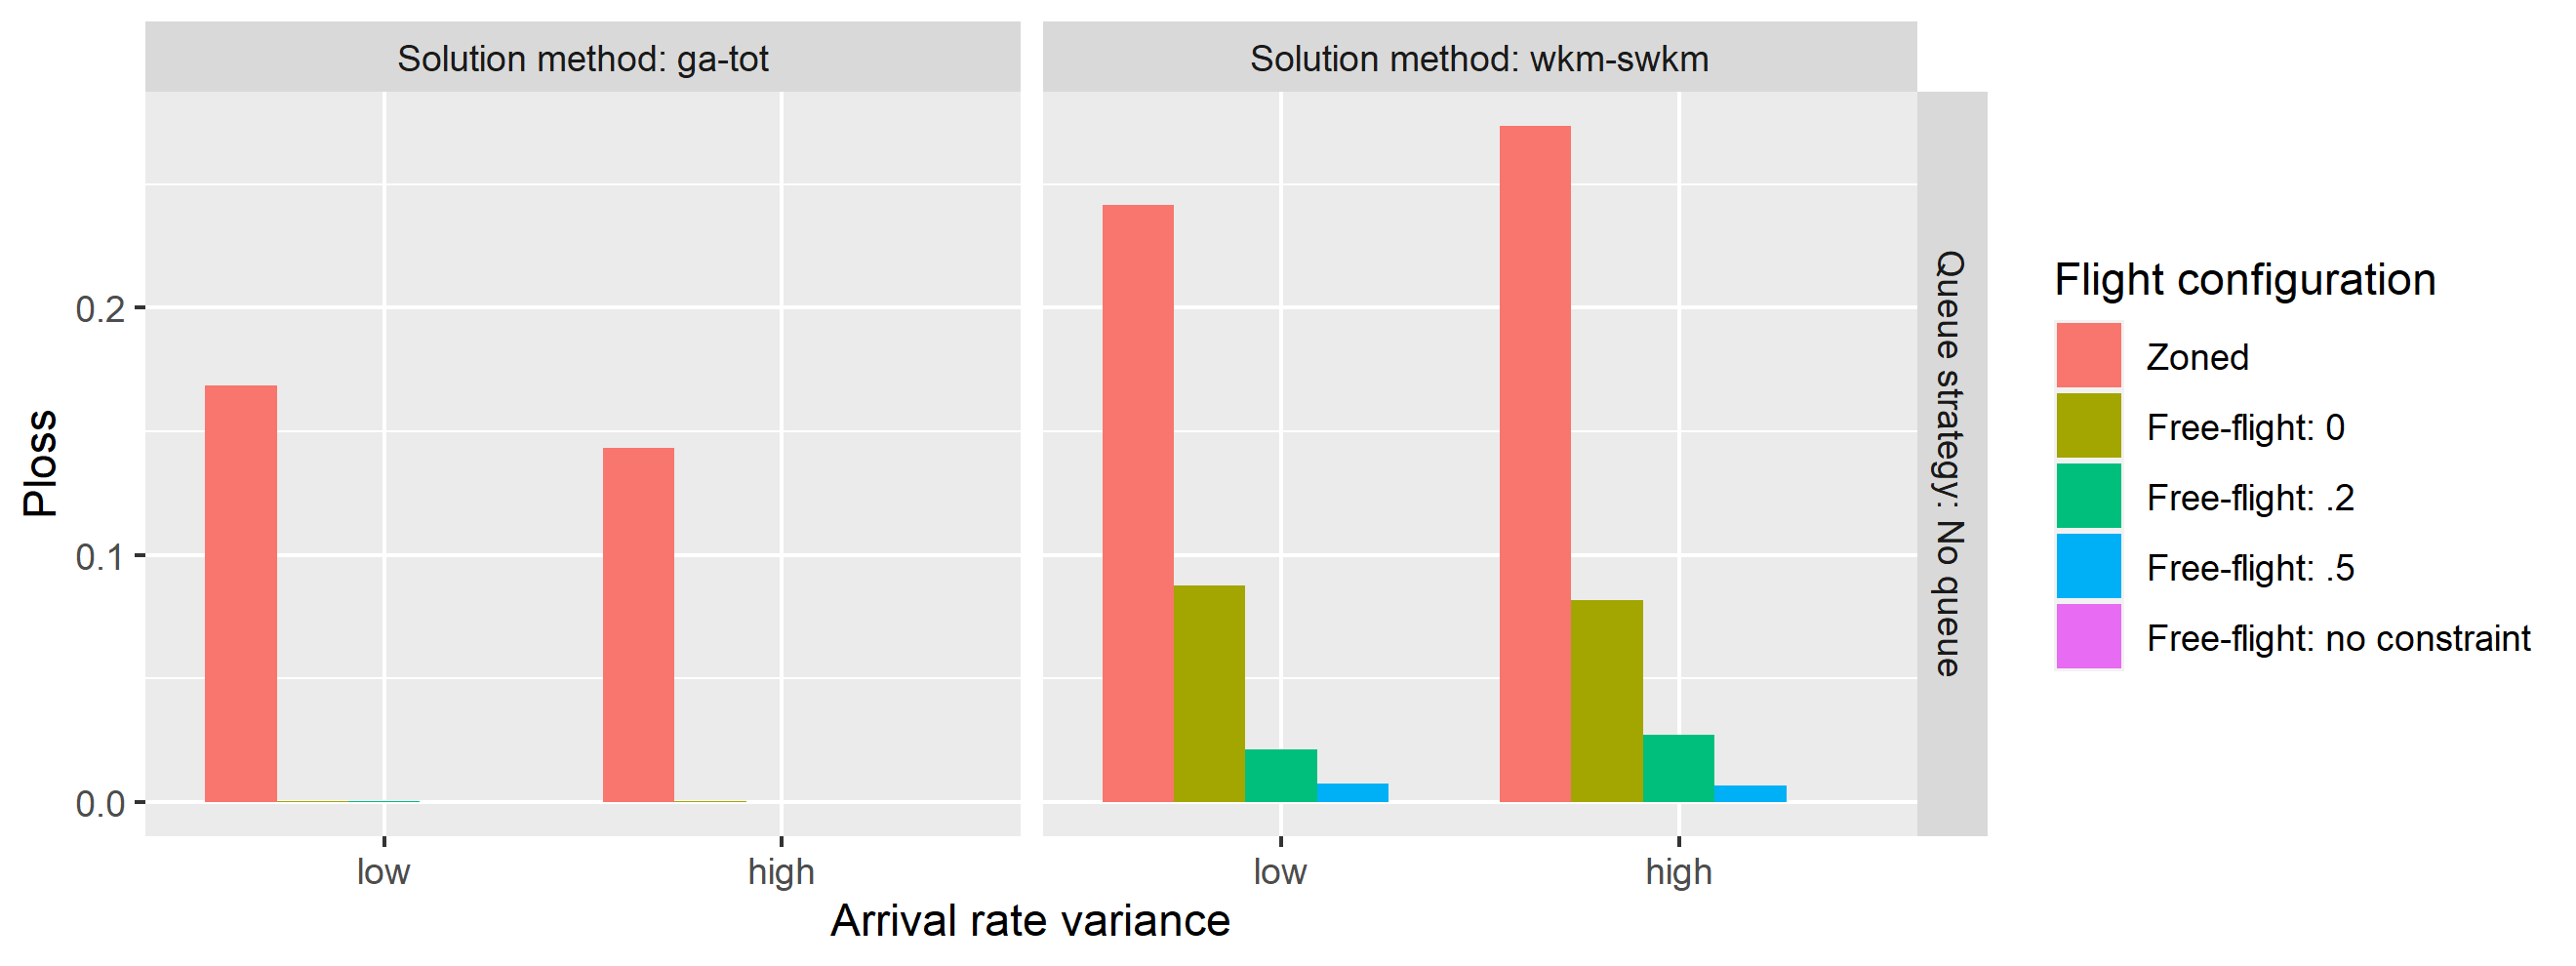 Solution method: ga-tot
Solution method: wkm-swkm
Queue strategy: No queue
Ploss
0.2
0.1
0.0
low
high
low
high
Arrival rate variance
Flight configuration
Zoned
Free-flight: 0
Free-flight: .2
Free-flight: .5
Free-flight: no constraint